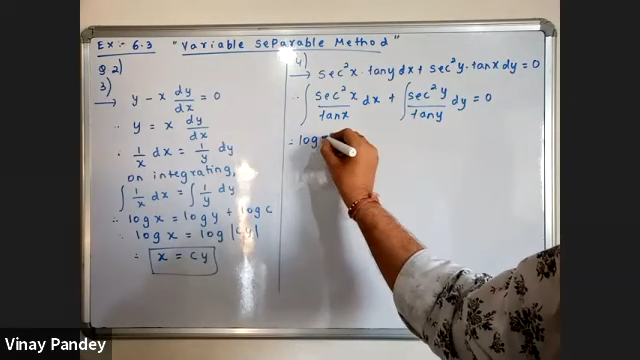 Ex:- 6.3 "Variable Separable Method"
Q.2)
3)
→ y - x dy/dx = 0
∴ y = x dy/dx
∴ 1/x dx = 1/y dy
on integrating,
∫ 1/x dx = ∫ 1/y dy
∴ log x = log y + log c
∴ log x = log |cy|
∴ x = cy
4)
→ sec²x · tany dx + sec²y · tanx dy = 0
∴ ∫ sec²x/tanx dx + ∫ sec²y/tany dy = 0
= log
Vinay Pandey